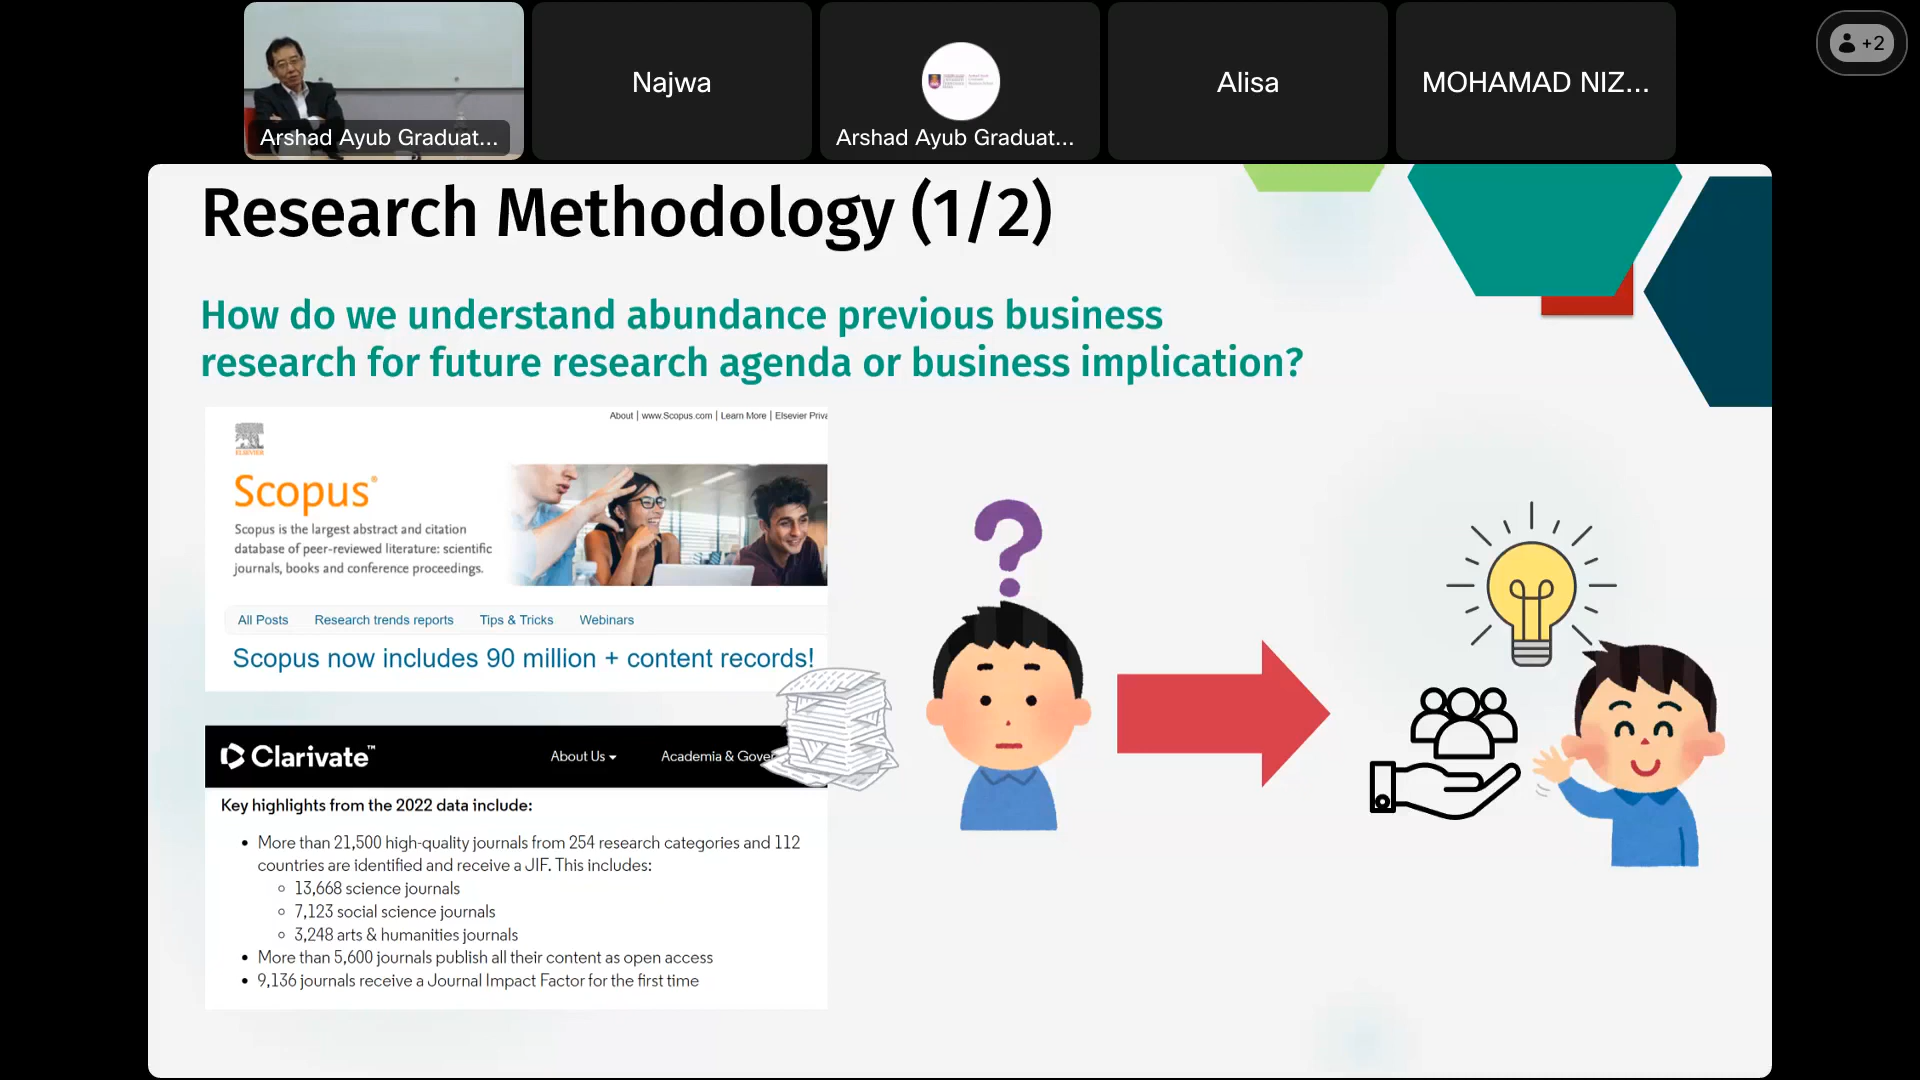 Arshad Ayub Graduat...
Najwa
Arshad Ayub Graduat...
Alisa
MOHAMAD NIZ...
+2
Research Methodology (1/2)
How do we understand abundance previous business
research for future research agenda or business implication?
About | www.Scopus.com | Learn More | Elsevier Priva
ELSEVIER
Scopus®
Scopus is the largest abstract and citation
database of peer-reviewed literature: scientific
journals, books and conference proceedings.
All Posts Research trends reports Tips & Tricks Webinars
Scopus now includes 90 million + content records!
?
Clarivate™ About Us Academia & Gove
Key highlights from the 2022 data include:
• More than 21,500 high-quality journals from 254 research categories and 112
countries are identified and receive a JIF. This includes:
◦ 13,668 science journals
◦ 7,123 social science journals
◦ 3,248 arts & humanities journals
• More than 5,600 journals publish all their content as open access
• 9,136 journals receive a Journal Impact Factor for the first time